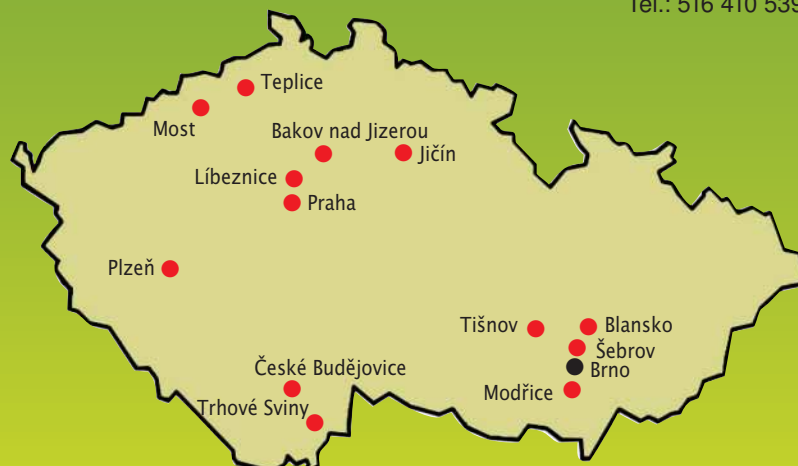 Tel.: 516 410 539
Teplice
Most
Bakov nad Jizerou
Jičín
Líbeznice
Praha
Plzeň
Tišnov
Blansko
Šebrov
Brno
České Budějovice
Modřice
Trhové Sviny